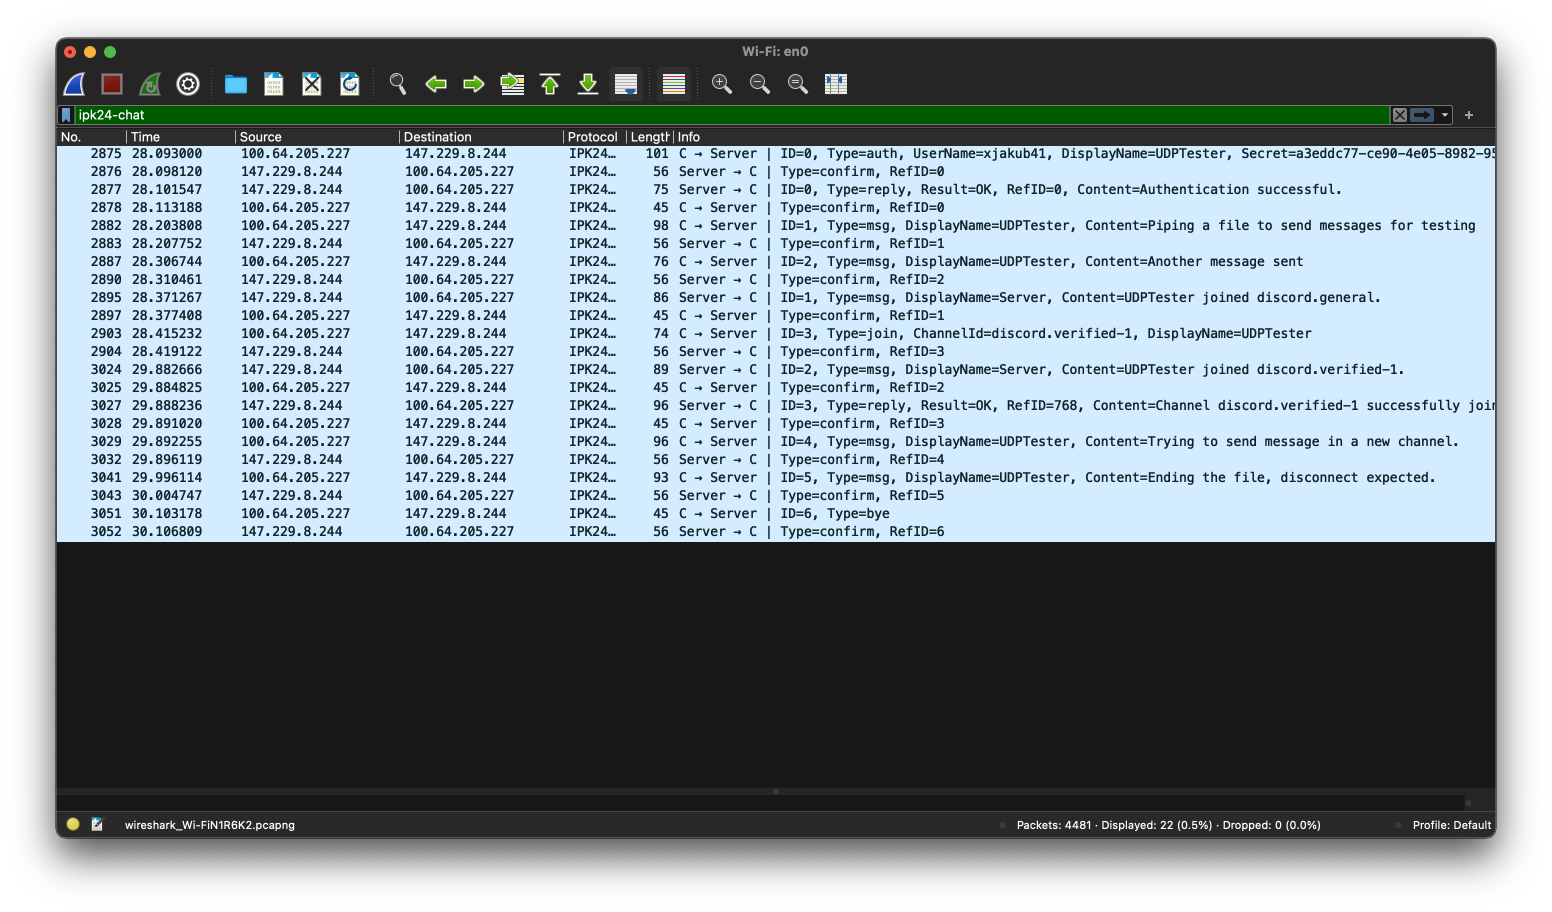 Wi-Fi: en0
ipk24-chat
No. Time Source Destination Protocol Length Info
2875 28.093000 100.64.205.227 147.229.8.244 IPK24… 101 C → Server | ID=0, Type=auth, UserName=xjakub41, DisplayName=UDPTester, Secret=a3eddc77-ce90-4e05-8982-95
2876 28.098120 147.229.8.244 100.64.205.227 IPK24… 56 Server → C | Type=confirm, RefID=0
2877 28.101547 147.229.8.244 100.64.205.227 IPK24… 75 Server → C | ID=0, Type=reply, Result=OK, RefID=0, Content=Authentication successful.
2878 28.113188 100.64.205.227 147.229.8.244 IPK24… 45 C → Server | Type=confirm, RefID=0
2882 28.203808 100.64.205.227 147.229.8.244 IPK24… 98 C → Server | ID=1, Type=msg, DisplayName=UDPTester, Content=Piping a file to send messages for testing
2883 28.207752 147.229.8.244 100.64.205.227 IPK24… 56 Server → C | Type=confirm, RefID=1
2887 28.306744 100.64.205.227 147.229.8.244 IPK24… 76 C → Server | ID=2, Type=msg, DisplayName=UDPTester, Content=Another message sent
2890 28.310461 147.229.8.244 100.64.205.227 IPK24… 56 Server → C | Type=confirm, RefID=2
2895 28.371267 147.229.8.244 100.64.205.227 IPK24… 86 Server → C | ID=1, Type=msg, DisplayName=Server, Content=UDPTester joined discord.general.
2897 28.377408 100.64.205.227 147.229.8.244 IPK24… 45 C → Server | Type=confirm, RefID=1
2903 28.415232 100.64.205.227 147.229.8.244 IPK24… 74 C → Server | ID=3, Type=join, ChannelId=discord.verified-1, DisplayName=UDPTester
2904 28.419122 147.229.8.244 100.64.205.227 IPK24… 56 Server → C | Type=confirm, RefID=3
3024 29.882666 147.229.8.244 100.64.205.227 IPK24… 89 Server → C | ID=2, Type=msg, DisplayName=Server, Content=UDPTester joined discord.verified-1.
3025 29.884825 100.64.205.227 147.229.8.244 IPK24… 45 C → Server | Type=confirm, RefID=2
3027 29.888236 147.229.8.244 100.64.205.227 IPK24… 96 Server → C | ID=3, Type=reply, Result=OK, RefID=768, Content=Channel discord.verified-1 successfully join
3028 29.891020 100.64.205.227 147.229.8.244 IPK24… 45 C → Server | Type=confirm, RefID=3
3029 29.892255 100.64.205.227 147.229.8.244 IPK24… 96 C → Server | ID=4, Type=msg, DisplayName=UDPTester, Content=Trying to send message in a new channel.
3032 29.896119 147.229.8.244 100.64.205.227 IPK24… 56 Server → C | Type=confirm, RefID=4
3041 29.996114 100.64.205.227 147.229.8.244 IPK24… 93 C → Server | ID=5, Type=msg, DisplayName=UDPTester, Content=Ending the file, disconnect expected.
3043 30.004747 147.229.8.244 100.64.205.227 IPK24… 56 Server → C | Type=confirm, RefID=5
3051 30.103178 100.64.205.227 147.229.8.244 IPK24… 45 C → Server | ID=6, Type=bye
3052 30.106809 147.229.8.244 100.64.205.227 IPK24… 56 Server → C | Type=confirm, RefID=6
wireshark_Wi-FiN1R6K2.pcapng Packets: 4481 · Displayed: 22 (0.5%) · Dropped: 0 (0.0%) Profile: Default